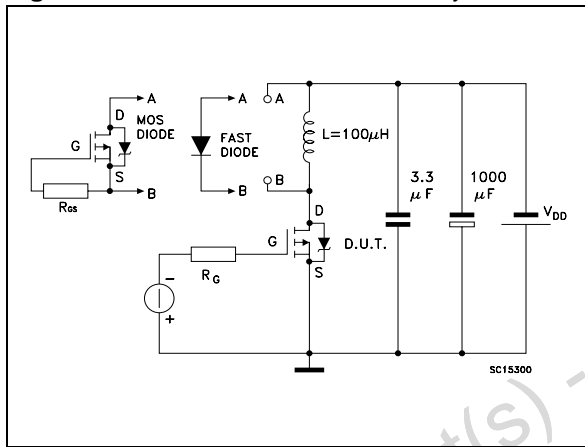 A
D
MOS
DIODE
G
S
B
RGS
A
FAST
DIODE
B
A
L=100μH
B
D
G
D.U.T.
S
RG
-
+
3.3
μF
1000
μF
VDD
SC15300
t(s) -